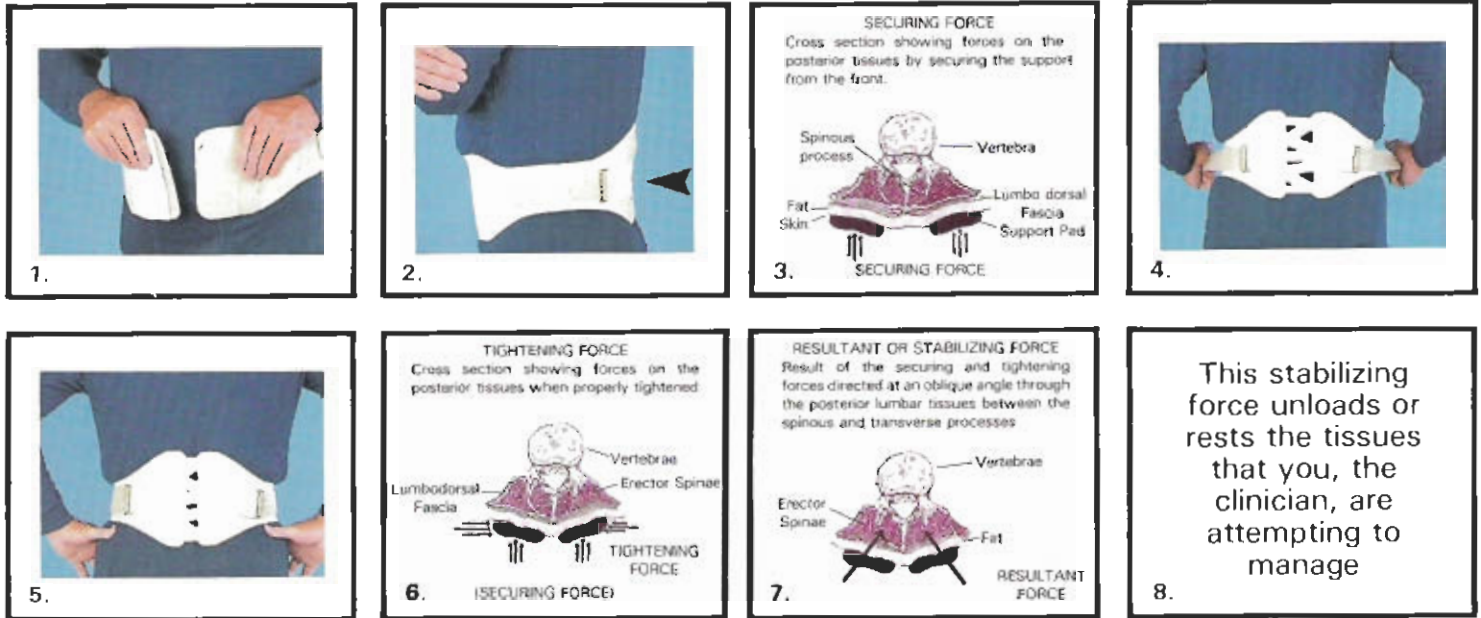 1.
2.
SECURING FORCE
Cross section showing forces on the
posterior tissues by securing the support
from the front.
Spinous
process
Vertebra
Fat
Skin
Lumbo dorsal
Fascia
Support Pad
3.
SECURING FORCE
4.
5.
TIGHTENING FORCE
Cross section showing forces on the
posterior tissues when properly tightened
Vertebrae
Lumbodorsal
Fascia
Erector Spinae
TIGHTENING
FORCE
6.
(SECURING FORCE)
RESULTANT OR STABILIZING FORCE
Result of the securing and tightening
forces directed at an oblique angle through
the posterior lumbar tissues between the
spinous and transverse processes
Vertebrae
Erector
Spinae
Fat
RESULTANT
FORCE
7.
This stabilizing
force unloads or
rests the tissues
that you, the
clinician, are
attempting to
manage
8.